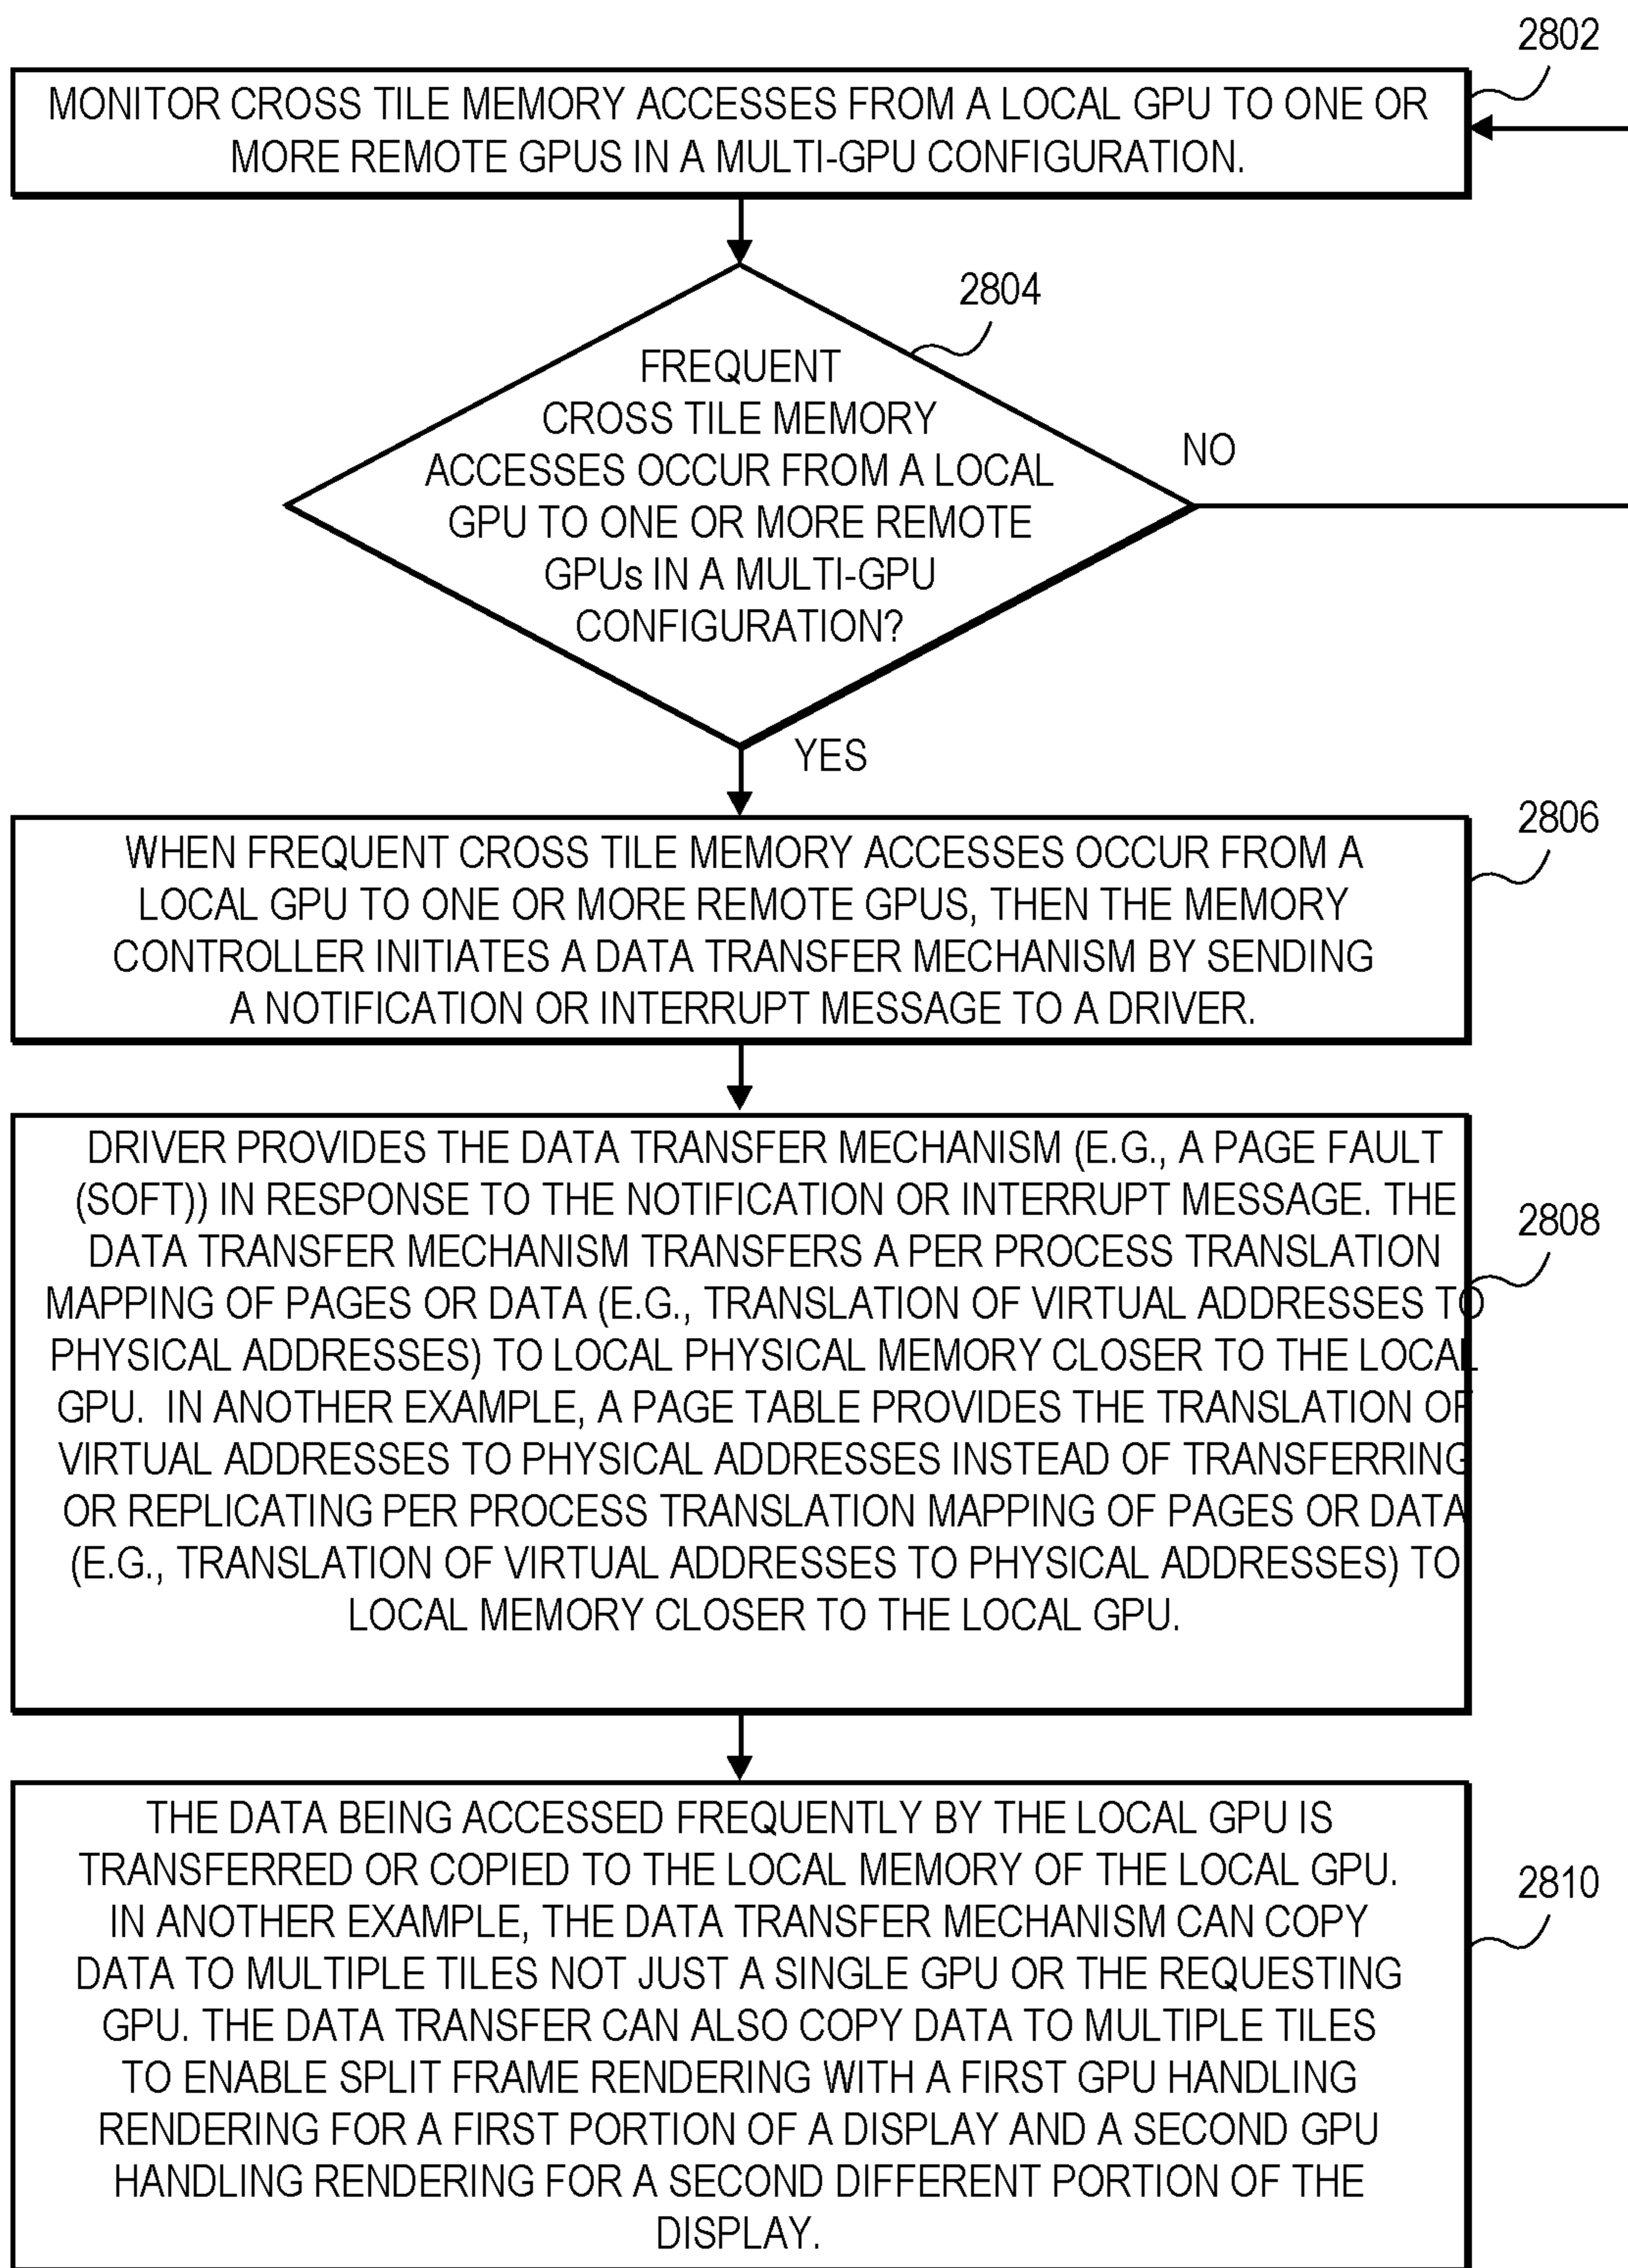 2802
MONITOR CROSS TILE MEMORY ACCESSES FROM A LOCAL GPU TO ONE OR
MORE REMOTE GPUS IN A MULTI-GPU CONFIGURATION.
2804
FREQUENT
CROSS TILE MEMORY
ACCESSES OCCUR FROM A LOCAL
GPU TO ONE OR MORE REMOTE
GPUs IN A MULTI-GPU
CONFIGURATION?
NO
YES
2806
WHEN FREQUENT CROSS TILE MEMORY ACCESSES OCCUR FROM A
LOCAL GPU TO ONE OR MORE REMOTE GPUS, THEN THE MEMORY
CONTROLLER INITIATES A DATA TRANSFER MECHANISM BY SENDING
A NOTIFICATION OR INTERRUPT MESSAGE TO A DRIVER.
DRIVER PROVIDES THE DATA TRANSFER MECHANISM (E.G., A PAGE FAULT
(SOFT)) IN RESPONSE TO THE NOTIFICATION OR INTERRUPT MESSAGE. THE
2808
DATA TRANSFER MECHANISM TRANSFERS A PER PROCESS TRANSLATION
MAPPING OF PAGES OR DATA (E.G., TRANSLATION OF VIRTUAL ADDRESSES TO
PHYSICAL ADDRESSES) TO LOCAL PHYSICAL MEMORY CLOSER TO THE LOCAL
GPU. IN ANOTHER EXAMPLE, A PAGE TABLE PROVIDES THE TRANSLATION OF
VIRTUAL ADDRESSES TO PHYSICAL ADDRESSES INSTEAD OF TRANSFERRING
OR REPLICATING PER PROCESS TRANSLATION MAPPING OF PAGES OR DATA
(E.G., TRANSLATION OF VIRTUAL ADDRESSES TO PHYSICAL ADDRESSES) TO
LOCAL MEMORY CLOSER TO THE LOCAL GPU.
THE DATA BEING ACCESSED FREQUENTLY BY THE LOCAL GPU IS
TRANSFERRED OR COPIED TO THE LOCAL MEMORY OF THE LOCAL GPU.
2810
IN ANOTHER EXAMPLE, THE DATA TRANSFER MECHANISM CAN COPY
DATA TO MULTIPLE TILES NOT JUST A SINGLE GPU OR THE REQUESTING
GPU. THE DATA TRANSFER CAN ALSO COPY DATA TO MULTIPLE TILES
TO ENABLE SPLIT FRAME RENDERING WITH A FIRST GPU HANDLING
RENDERING FOR A FIRST PORTION OF A DISPLAY AND A SECOND GPU
HANDLING RENDERING FOR A SECOND DIFFERENT PORTION OF THE
DISPLAY.